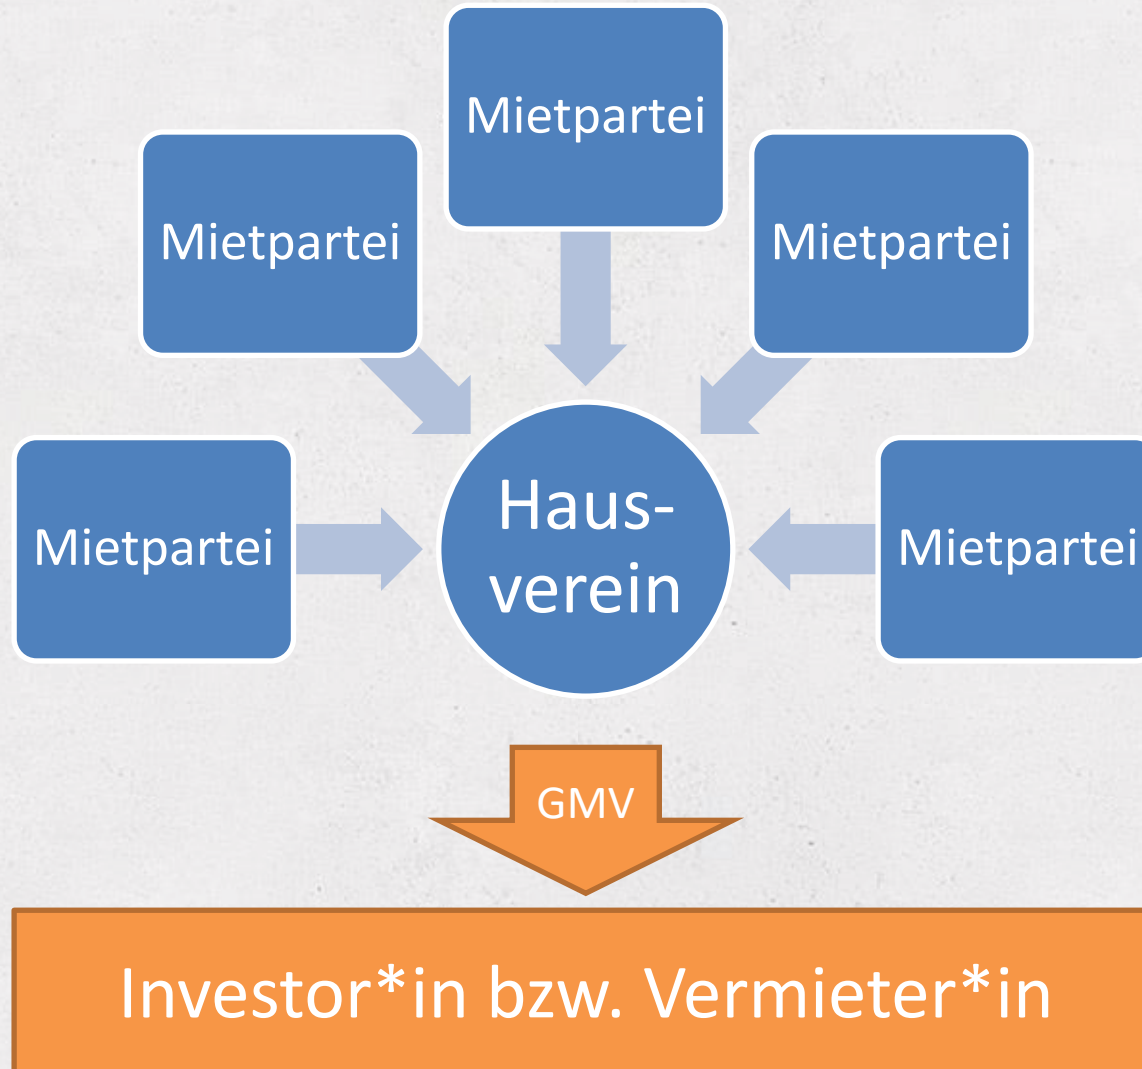 Mietpartei
Mietpartei
Mietpartei
Mietpartei
Haus-
verein
Mietpartei
GMV
Investor*in bzw. Vermieter*in